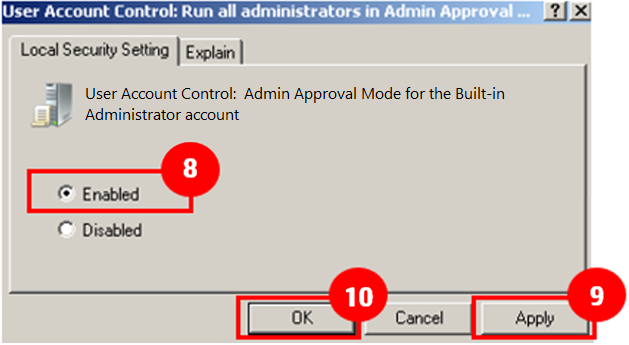 User Account Control: Run all administrators in Admin Approval ...
Local Security Setting
Explain
User Account Control: Admin Approval Mode for the Built-in
Administrator account
8
Enabled
Disabled
10
9
OK
Cancel
Apply